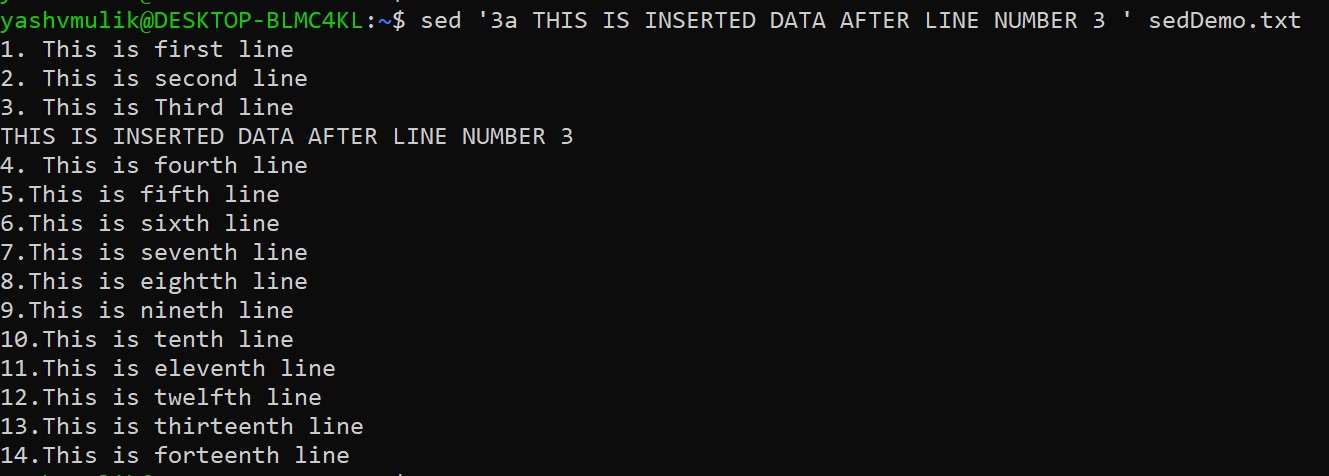 yashvmulik@DESKTOP-BLMC4KL:~$ sed '3a THIS IS INSERTED DATA AFTER LINE NUMBER 3 ' sedDemo.txt
1. This is first line
2. This is second line
3. This is Third line
THIS IS INSERTED DATA AFTER LINE NUMBER 3
4. This is fourth line
5.This is fifth line
6.This is sixth line
7.This is seventh line
8.This is eightth line
9.This is nineth line
10.This is tenth line
11.This is eleventh line
12.This is twelfth line
13.This is thirteenth line
14.This is forteenth line